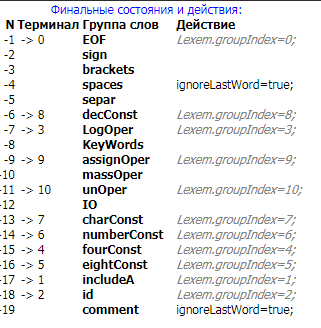 Финальные состояния и действия:
N Терминал Группа слов Действие
-1 -> 0 EOF Lexem.groupIndex=0;
-2 sign
-3 brackets
-4 spaces ignoreLastWord=true;
-5 separ
-6 -> 8 decConst Lexem.groupIndex=8;
-7 -> 3 LogOper Lexem.groupIndex=3;
-8 KeyWords
-9 -> 9 assignOper Lexem.groupIndex=9;
-10 massOper
-11 -> 10 unOper Lexem.groupIndex=10;
-12 IO
-13 -> 7 charConst Lexem.groupIndex=7;
-14 -> 6 numberConst Lexem.groupIndex=6;
-15 -> 4 fourConst Lexem.groupIndex=4;
-16 -> 5 eightConst Lexem.groupIndex=5;
-17 -> 1 includeA Lexem.groupIndex=1;
-18 -> 2 id Lexem.groupIndex=2;
-19 comment ignoreLastWord=true;